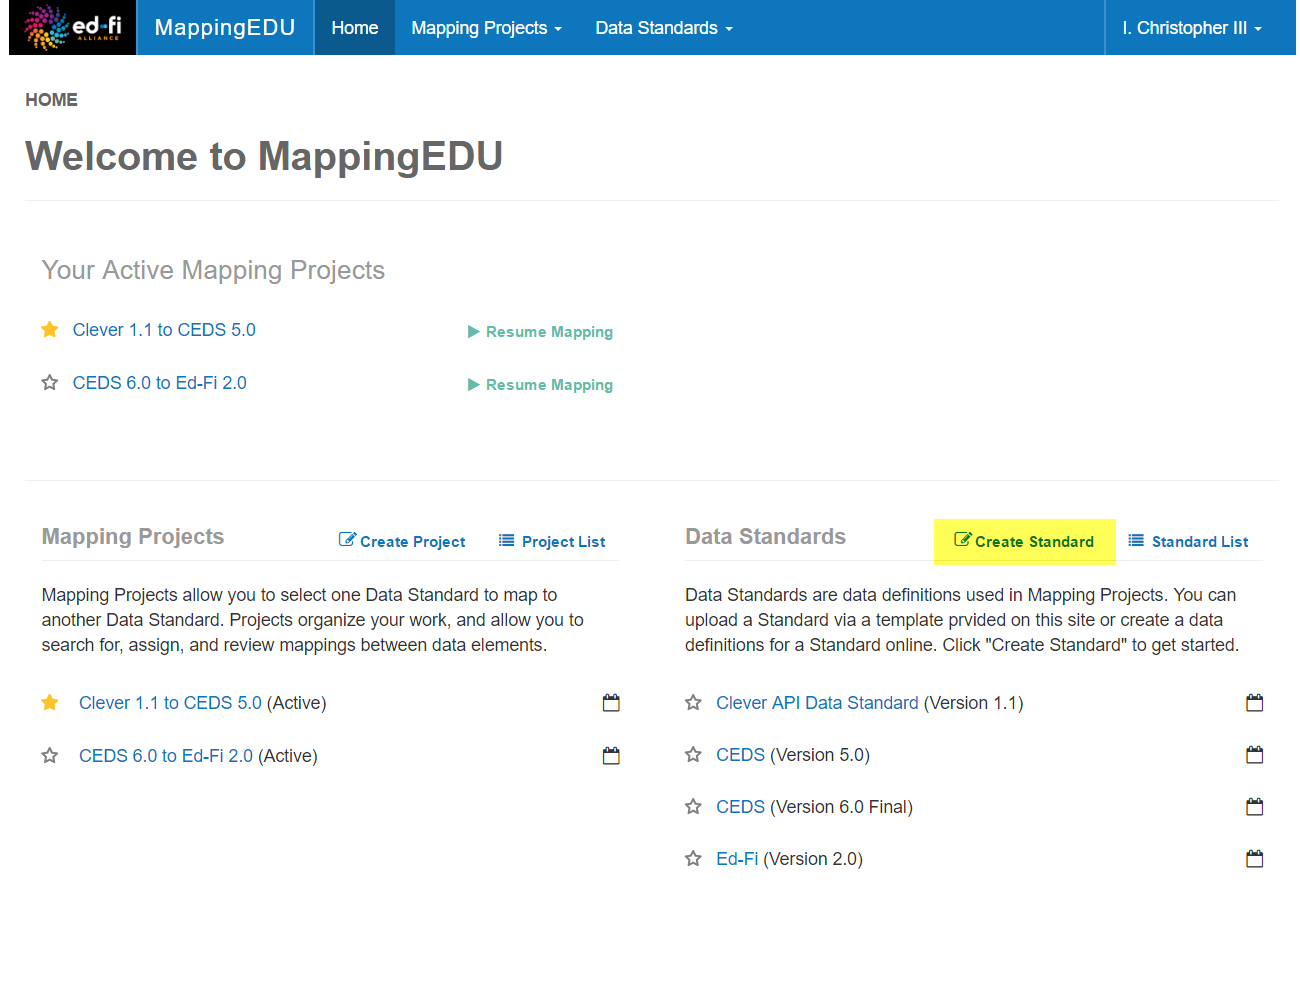 ed-fi
ALLIANCE
MappingEDU
Home
Mapping Projects
Data Standards
I. Christopher III
HOME
Welcome to MappingEDU
Your Active Mapping Projects
Clever 1.1 to CEDS 5.0
Resume Mapping
CEDS 6.0 to Ed-Fi 2.0
Resume Mapping
Mapping Projects
Create Project
Project List
Mapping Projects allow you to select one Data Standard to map to
another Data Standard. Projects organize your work, and allow you to
search for, assign, and review mappings between data elements.
Clever 1.1 to CEDS 5.0 (Active)
CEDS 6.0 to Ed-Fi 2.0 (Active)
Data Standards
Create Standard
Standard List
Data Standards are data definitions used in Mapping Projects. You can
upload a Standard via a template prvided on this site or create a data
definitions for a Standard online. Click "Create Standard" to get started.
Clever API Data Standard (Version 1.1)
CEDS (Version 5.0)
CEDS (Version 6.0 Final)
Ed-Fi (Version 2.0)